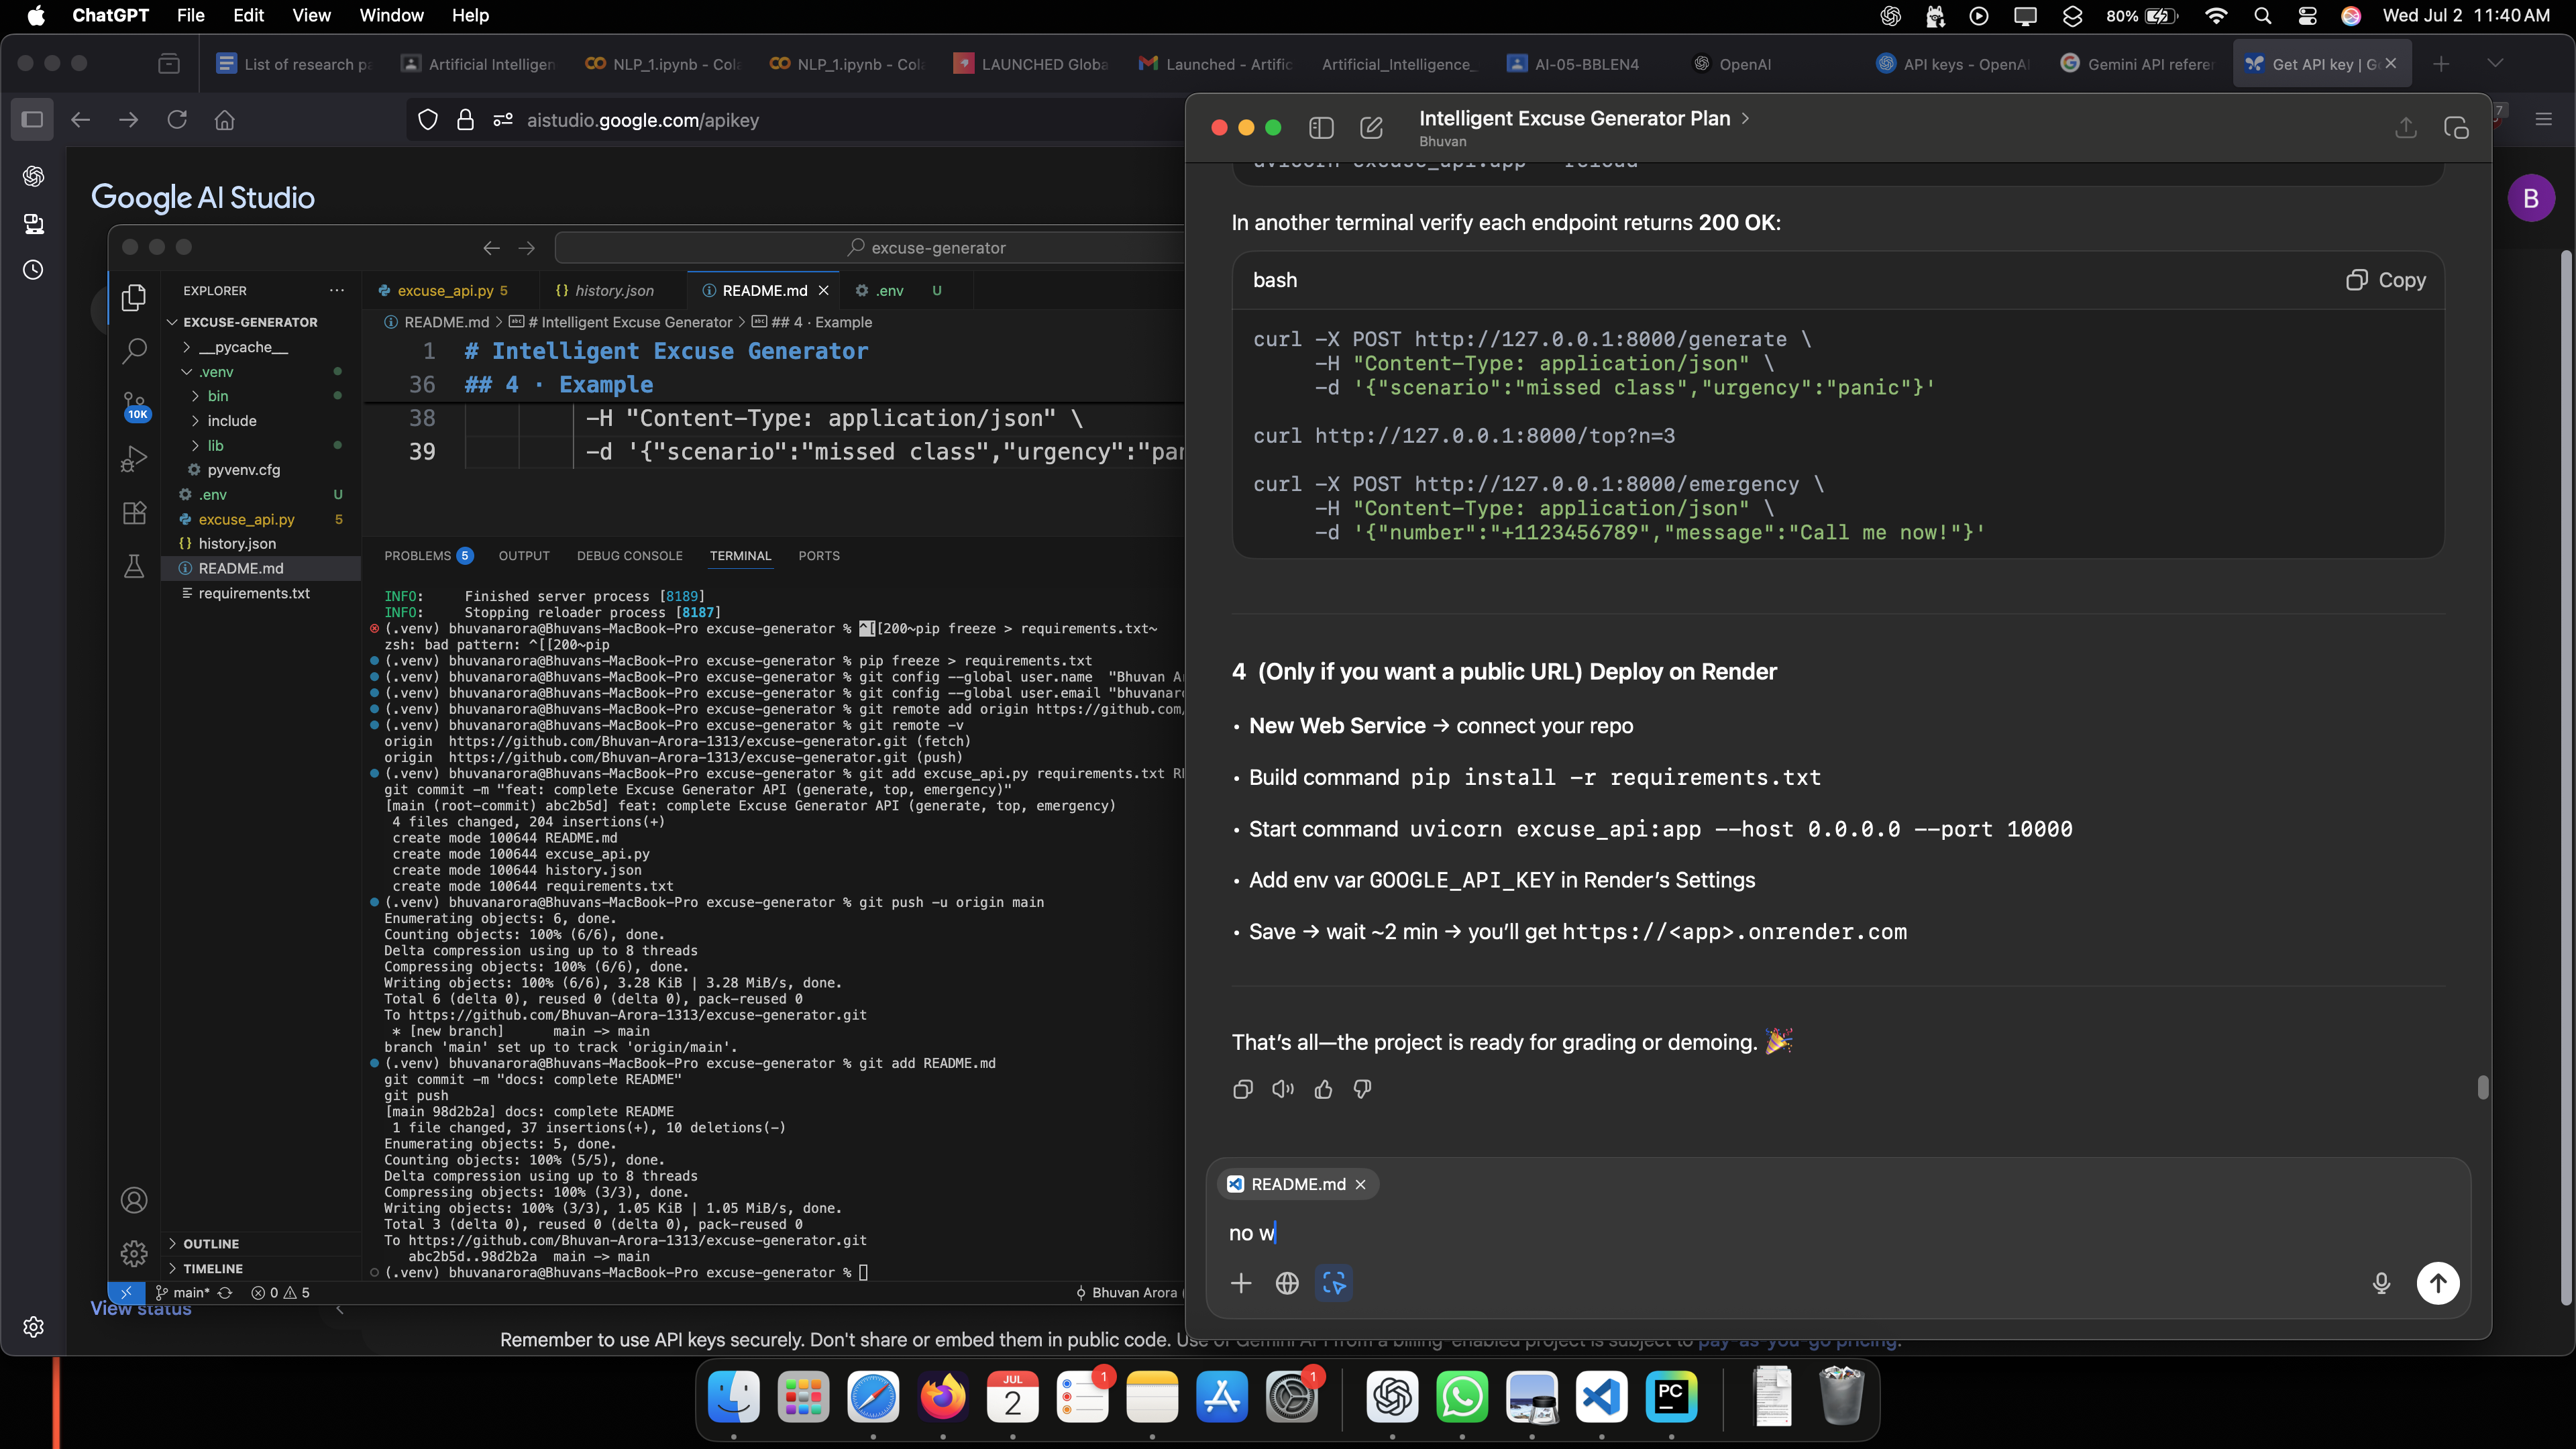 ChatGPT File Edit View Window Help
80% Wed Jul 2 11:40 AM
List of research pa
Artificial Intelligen
NLP_1.ipynb - Col
NLP_1.ipynb - Col
LAUNCHED Globa
Launched - Artific
Artificial_Intelligence_
AI-05-BBLEN4
OpenAI
API keys - OpenA
Gemini API refere
Get API key | G
aistudio.google.com/apikey
7
Google AI Studio
B
excuse-generator
EXPLORER
excuse_api.py 5
history.json
README.md
.env U
EXCUSE-GENERATOR
README.md > # Intelligent Excuse Generator > ## 4 · Example
__pycache__
.venv
bin
include
lib
pyvenv.cfg
.env U
excuse_api.py 5
history.json
README.md
requirements.txt
10K
1 # Intelligent Excuse Generator
36 ## 4 · Example
38 -H "Content-Type: application/json" \
39 -d '{"scenario":"missed class","urgency":"pan
PROBLEMS 5 OUTPUT DEBUG CONSOLE TERMINAL PORTS
INFO: Finished server process [8189]
INFO: Stopping reloader process [8187]
(.venv) bhuvanarora@Bhuvans-MacBook-Pro excuse-generator % ^[[200~pip freeze > requirements.txt~
zsh: bad pattern: ^[[200~pip
(.venv) bhuvanarora@Bhuvans-MacBook-Pro excuse-generator % pip freeze > requirements.txt
(.venv) bhuvanarora@Bhuvans-MacBook-Pro excuse-generator % git config --global user.name "Bhuvan A
(.venv) bhuvanarora@Bhuvans-MacBook-Pro excuse-generator % git config --global user.email "bhuvanaro
(.venv) bhuvanarora@Bhuvans-MacBook-Pro excuse-generator % git remote add origin https://github.com/
(.venv) bhuvanarora@Bhuvans-MacBook-Pro excuse-generator % git remote -v
origin https://github.com/Bhuvan-Arora-1313/excuse-generator.git (fetch)
origin https://github.com/Bhuvan-Arora-1313/excuse-generator.git (push)
(.venv) bhuvanarora@Bhuvans-MacBook-Pro excuse-generator % git add excuse_api.py requirements.txt RE
git commit -m "feat: complete Excuse Generator API (generate, top, emergency)"
[main (root-commit) abc2b5d] feat: complete Excuse Generator API (generate, top, emergency)
4 files changed, 204 insertions(+)
create mode 100644 README.md
create mode 100644 excuse_api.py
create mode 100644 history.json
create mode 100644 requirements.txt
(.venv) bhuvanarora@Bhuvans-MacBook-Pro excuse-generator % git push -u origin main
Enumerating objects: 6, done.
Counting objects: 100% (6/6), done.
Delta compression using up to 8 threads
Compressing objects: 100% (6/6), done.
Writing objects: 100% (6/6), 3.28 KiB | 3.28 MiB/s, done.
Total 6 (delta 0), reused 0 (delta 0), pack-reused 0
To https://github.com/Bhuvan-Arora-1313/excuse-generator.git
* [new branch] main -> main
branch 'main' set up to track 'origin/main'.
(.venv) bhuvanarora@Bhuvans-MacBook-Pro excuse-generator % git add README.md
git commit -m "docs: complete README"
git push
[main 98d2b2a] docs: complete README
1 file changed, 37 insertions(+), 10 deletions(-)
Enumerating objects: 5, done.
Counting objects: 100% (5/5), done.
Delta compression using up to 8 threads
Compressing objects: 100% (3/3), done.
Writing objects: 100% (3/3), 1.05 KiB | 1.05 MiB/s, done.
Total 3 (delta 0), reused 0 (delta 0), pack-reused 0
To https://github.com/Bhuvan-Arora-1313/excuse-generator.git
abc2b5d..98d2b2a main -> main
(.venv) bhuvanarora@Bhuvans-MacBook-Pro excuse-generator %
OUTLINE
TIMELINE
main* 0 5
Bhuvan Arora (
View status
Remember to use API keys securely. Don't share or embed them in public code. Use of Gemini API from a billing-enabled project is subject to pay-as-you-go pricing.
Intelligent Excuse Generator Plan >
Bhuvan
uvicorn excuse_api:app --reload
In another terminal verify each endpoint returns 200 OK:
bash
Copy
curl -X POST http://127.0.0.1:8000/generate \
-H "Content-Type: application/json" \
-d '{"scenario":"missed class","urgency":"panic"}'
curl http://127.0.0.1:8000/top?n=3
curl -X POST http://127.0.0.1:8000/emergency \
-H "Content-Type: application/json" \
-d '{"number":"+1123456789","message":"Call me now!"}'
4 (Only if you want a public URL) Deploy on Render
• New Web Service → connect your repo
• Build command pip install -r requirements.txt
• Start command uvicorn excuse_api:app --host 0.0.0.0 --port 10000
• Add env var GOOGLE_API_KEY in Render’s Settings
• Save → wait ~2 min → you’ll get https://<app>.onrender.com
That’s all—the project is ready for grading or demoing. 🎉
README.md
no w
JUL
2
1
1
PC